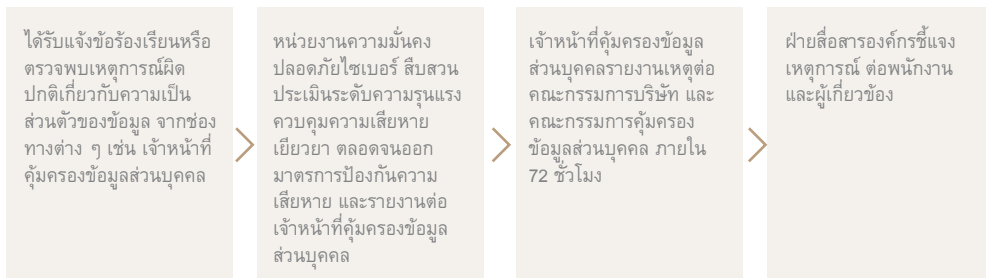 ได้รับแจ้งข้อร้องเรียนหรือ
ตรวจพบเหตุการณ์ผิด
ปกติเกี่ยวกับความเป็น
ส่วนตัวของข้อมูล จากช่อง
ทางต่าง ๆ เช่น เจ้าหน้าที่
คุ้มครองข้อมูลส่วนบุคคล
หน่วยงานความมั่นคง
ปลอดภัยไซเบอร์ สืบสวน
ประเมินระดับความรุนแรง
ควบคุมความเสียหาย
เยียวยา ตลอดจนออก
มาตรการป้องกันความ
เสียหาย และรายงานต่อ
เจ้าหน้าที่คุ้มครองข้อมูล
ส่วนบุคคล
เจ้าหน้าที่คุ้มครองข้อมูล
ส่วนบุคคลรายงานเหตุต่อ
คณะกรรมการบริษัท และ
คณะกรรมการคุ้มครอง
ข้อมูลส่วนบุคคล ภายใน
72 ชั่วโมง
ฝ่ายสื่อสารองค์กรชี้แจง
เหตุการณ์ ต่อพนักงาน
และผู้เกี่ยวข้อง